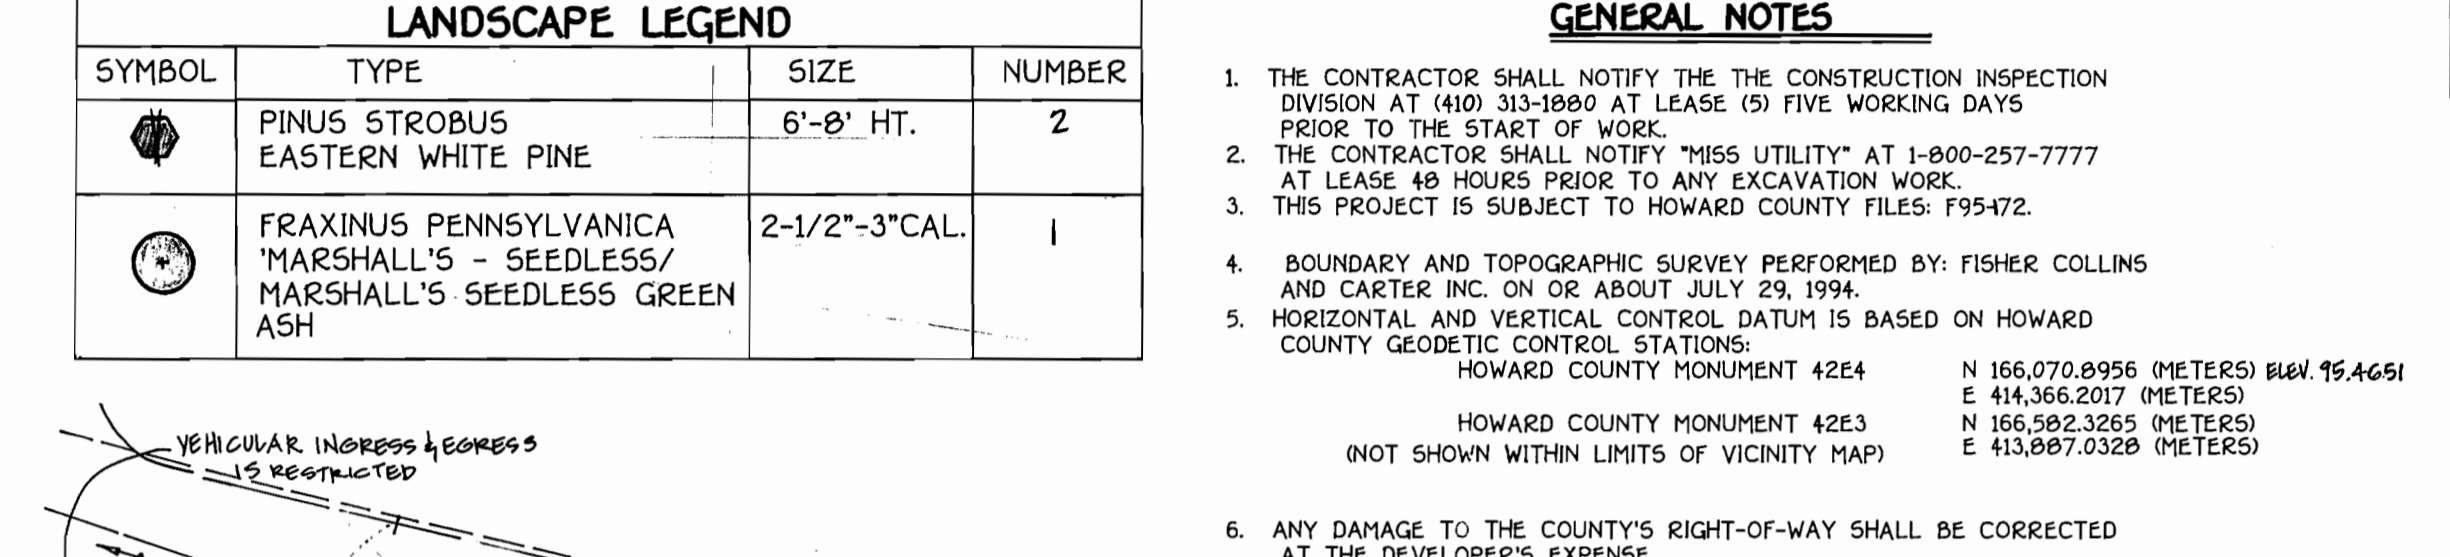 LANDSCAPE LEGEND
SYMBOL TYPE SIZE NUMBER
PINUS STROBUS 6'-8' HT. 2
EASTERN WHITE PINE
FRAXINUS PENNSYLVANICA 2-1/2"-3"CAL. 1
'MARSHALL'S - SEEDLESS/
MARSHALL'S SEEDLESS GREEN
ASH
VEHICULAR INGRESS & EGRESS
IS RESTRICTED
GENERAL NOTES
1. THE CONTRACTOR SHALL NOTIFY THE THE CONSTRUCTION INSPECTION
DIVISION AT (410) 313-1880 AT LEASE (5) FIVE WORKING DAYS
PRIOR TO THE START OF WORK.
2. THE CONTRACTOR SHALL NOTIFY "MISS UTILITY" AT 1-800-257-7777
AT LEASE 48 HOURS PRIOR TO ANY EXCAVATION WORK.
3. THIS PROJECT IS SUBJECT TO HOWARD COUNTY FILES: F95-172.
4. BOUNDARY AND TOPOGRAPHIC SURVEY PERFORMED BY: FISHER COLLINS
AND CARTER INC. ON OR ABOUT JULY 29, 1994.
5. HORIZONTAL AND VERTICAL CONTROL DATUM IS BASED ON HOWARD
COUNTY GEODETIC CONTROL STATIONS:
HOWARD COUNTY MONUMENT 42E4 N 166,070.8956 (METERS) ELEV. 95.4651
E 414,366.2017 (METERS)
HOWARD COUNTY MONUMENT 42E3 N 166,582.3265 (METERS)
(NOT SHOWN WITHIN LIMITS OF VICINITY MAP) E 413,887.0328 (METERS)
6. ANY DAMAGE TO THE COUNTY'S RIGHT-OF-WAY SHALL BE CORRECTED
AT THE DEVELOPER'S EXPENSE